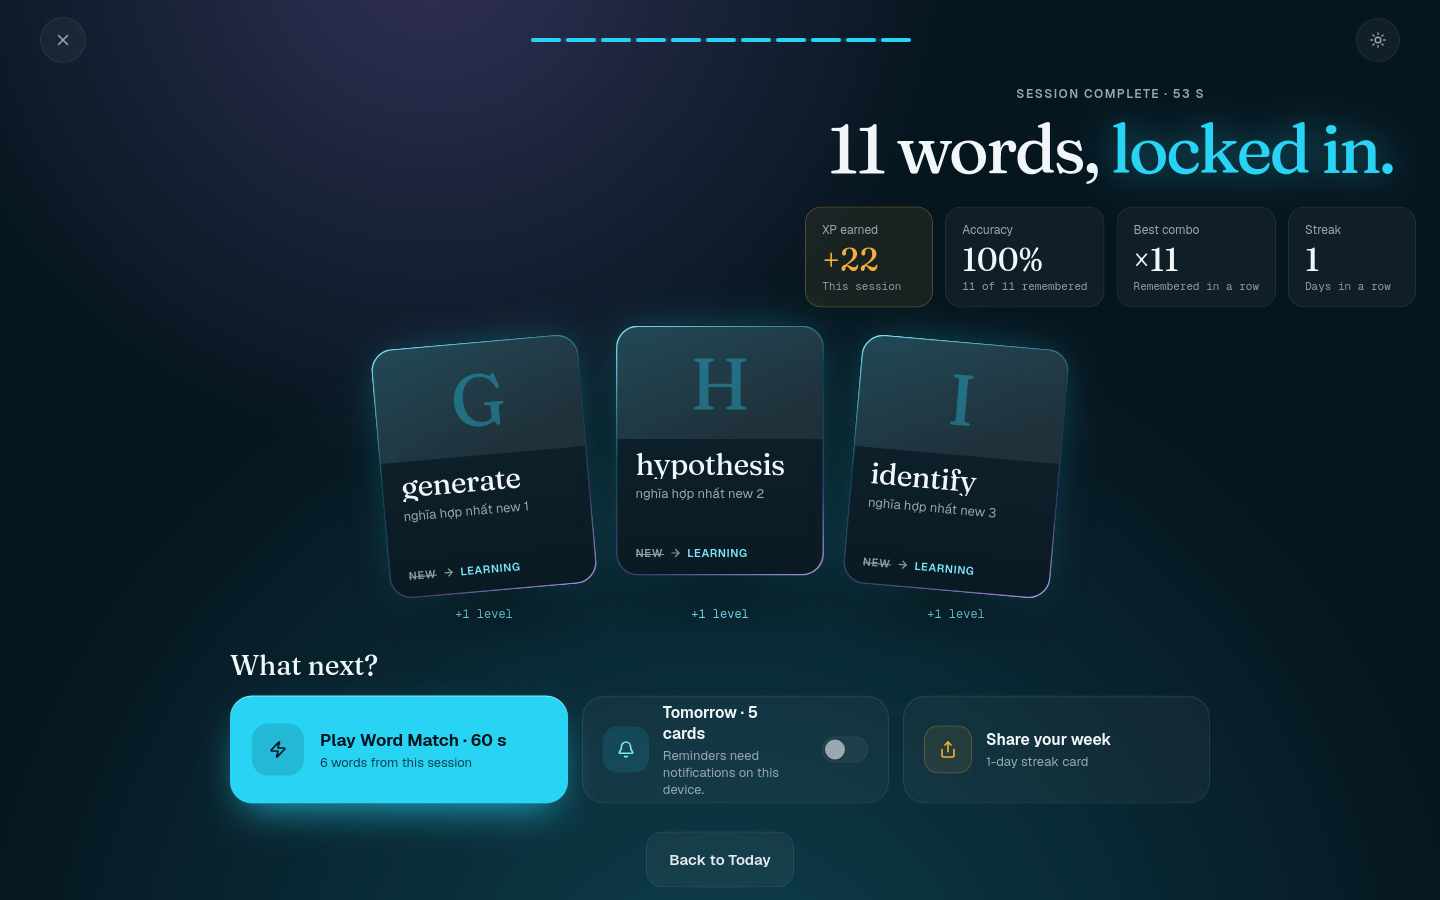 SESSION COMPLETE · 53 S
11 words, locked in.
XP earned
+22
This session
Accuracy
100%
11 of 11 remembered
Best combo
×11
Remembered in a row
Streak
1
Days in a row
G
generate
nghĩa hợp nhất new 1
NEW → LEARNING
+1 level
H
hypothesis
nghĩa hợp nhất new 2
NEW → LEARNING
+1 level
I
identify
nghĩa hợp nhất new 3
NEW → LEARNING
+1 level
What next?
Play Word Match · 60 s
6 words from this session
Tomorrow · 5
cards
Reminders need
notifications on this
device.
Share your week
1-day streak card
Back to Today